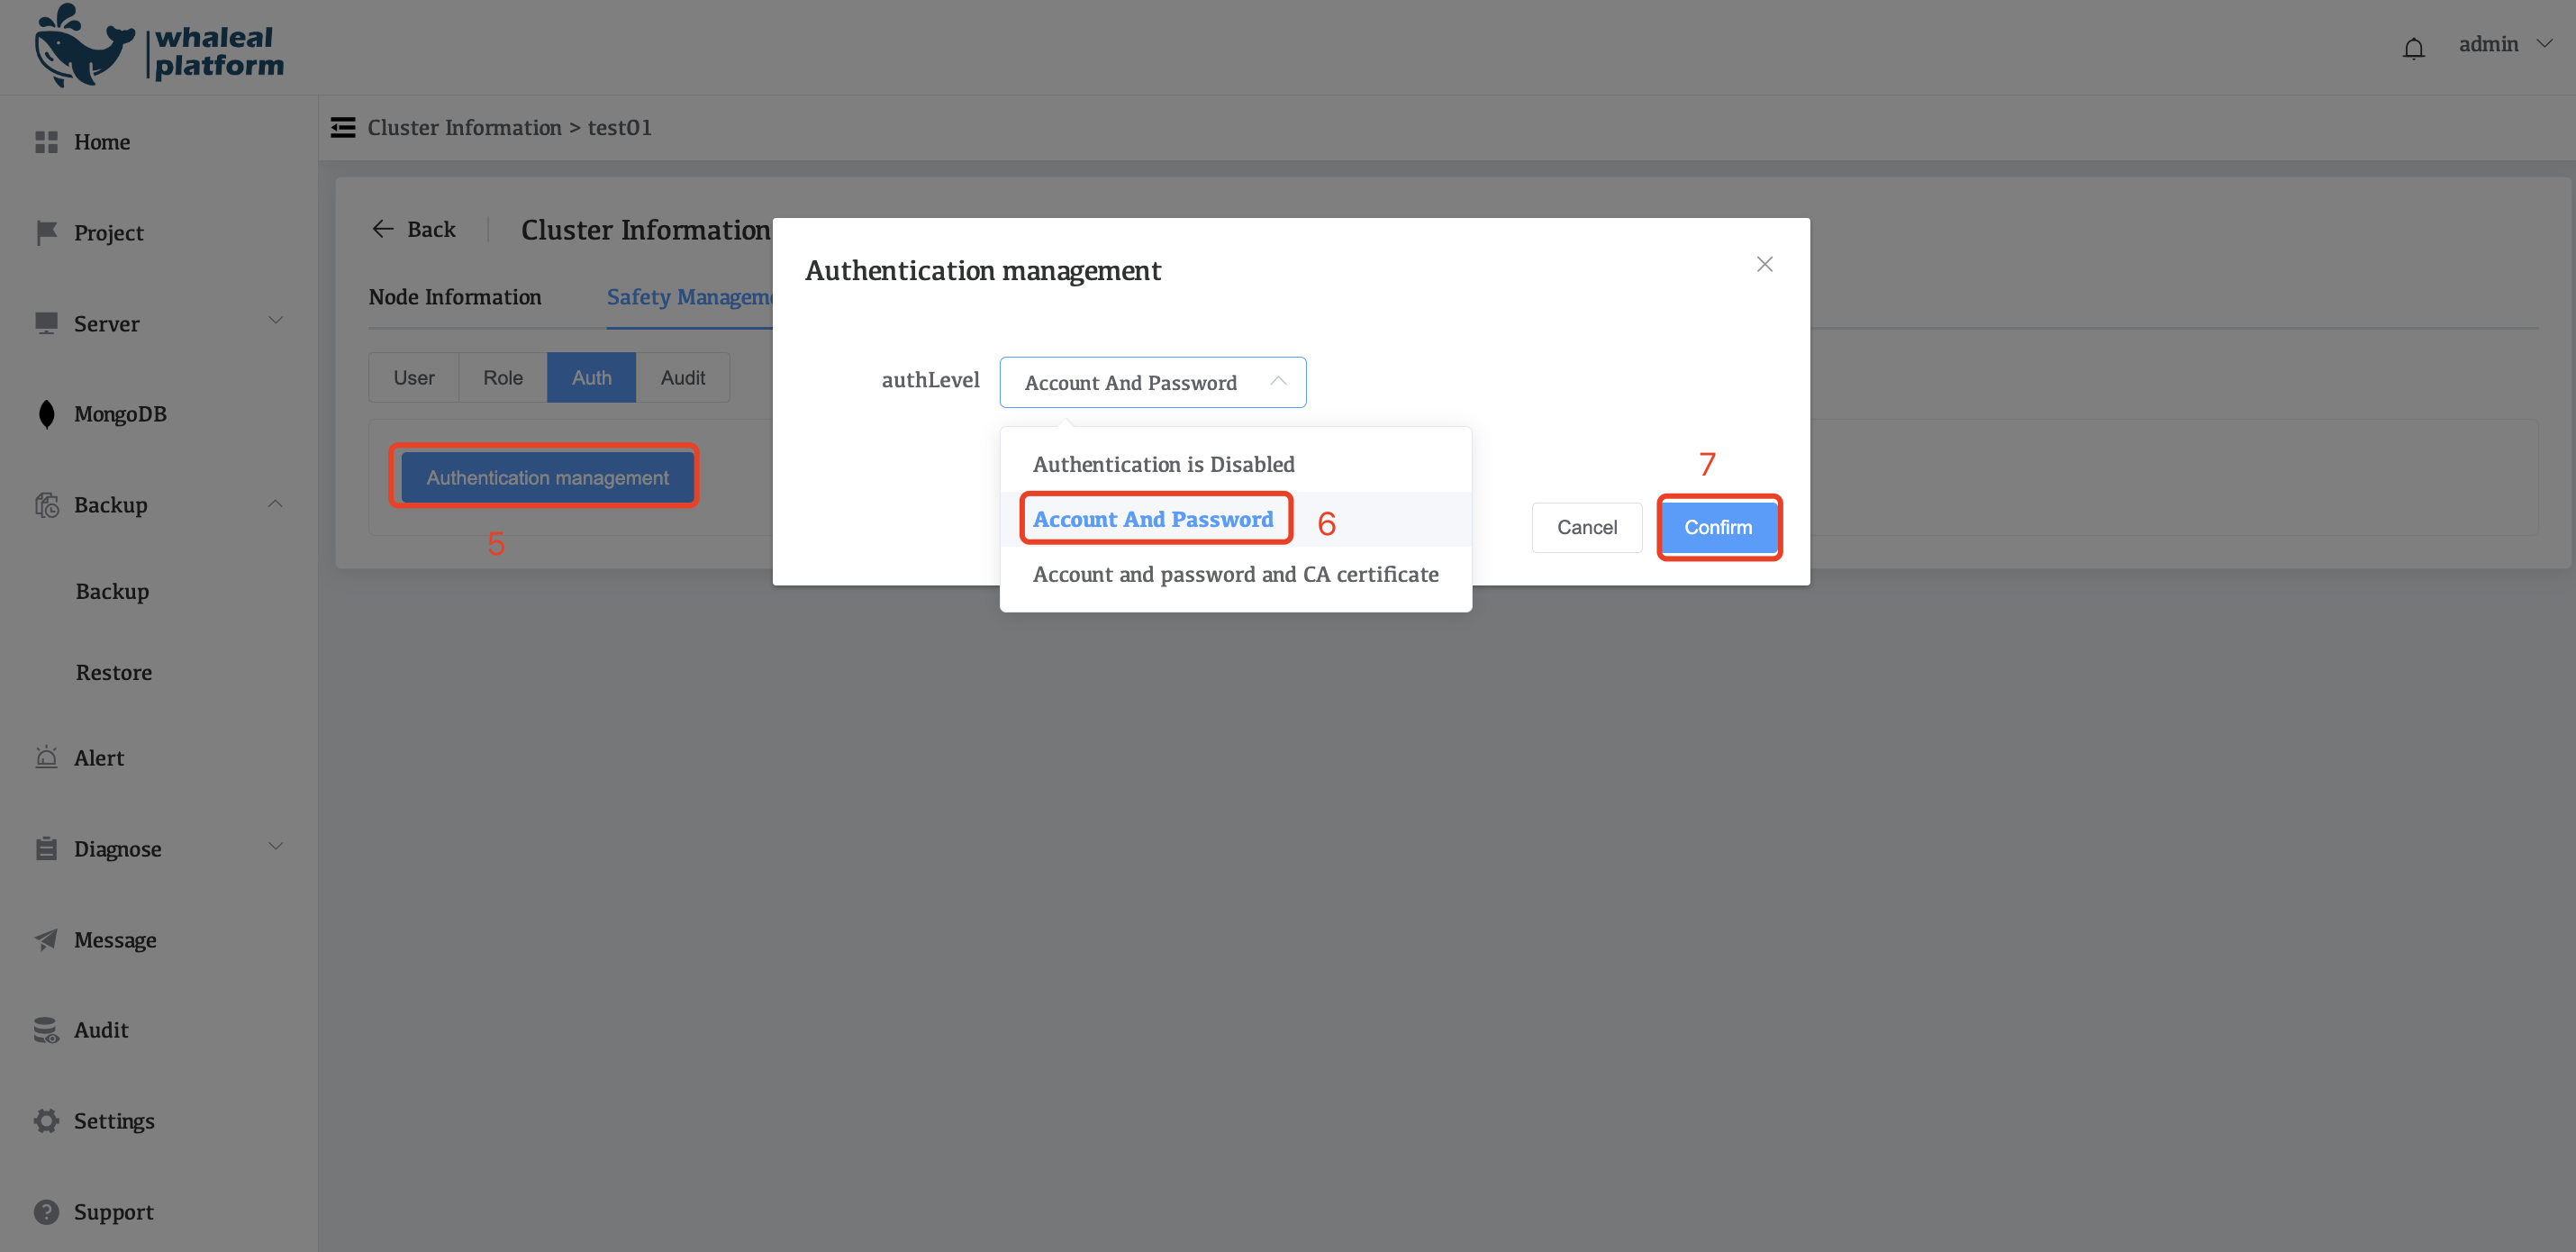 whaleal
platform
admin
Home
Project
Server
MongoDB
Backup
Backup
Restore
Alert
Diagnose
Message
Audit
Settings
Support
Cluster Information > test01
Back
Cluster Information
Node Information
Safety Managem
User
Role
Auth
Audit
Authentication management
5
Authentication management
authLevel
Account And Password
Authentication is Disabled
Account And Password
6
Account and password and CA certificate
7
Cancel
Confirm